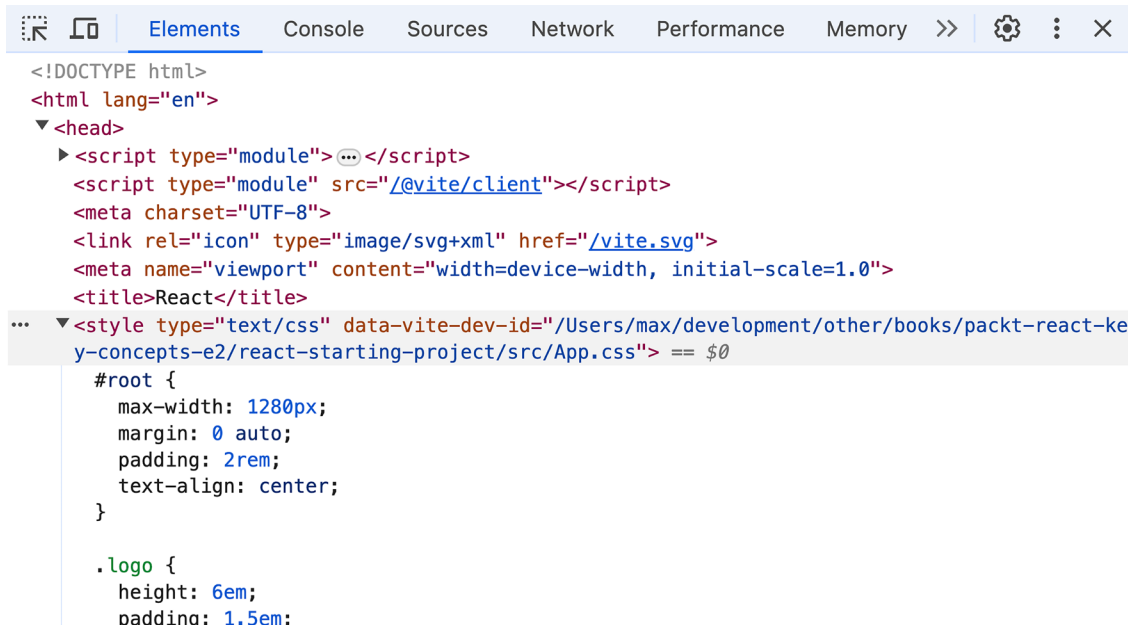 Elements Console Sources Network Performance Memory
<!DOCTYPE html>
<html lang="en">
<head>
<script type="module"> ••• </script>
<script type="module" src="/@vite/client"></script>
<meta charset="UTF-8">
<link rel="icon" type="image/svg+xml" href="/vite.svg">
<meta name="viewport" content="width=device-width, initial-scale=1.0">
<title>React</title>
<style type="text/css" data-vite-dev-id="/Users/max/development/other/books/packt-react-ke
y-concepts-e2/react-starting-project/src/App.css"> == $0
#root {
max-width: 1280px;
margin: 0 auto;
padding: 2rem;
text-align: center;
}
.logo {
height: 6em;
padding: 1.5em;